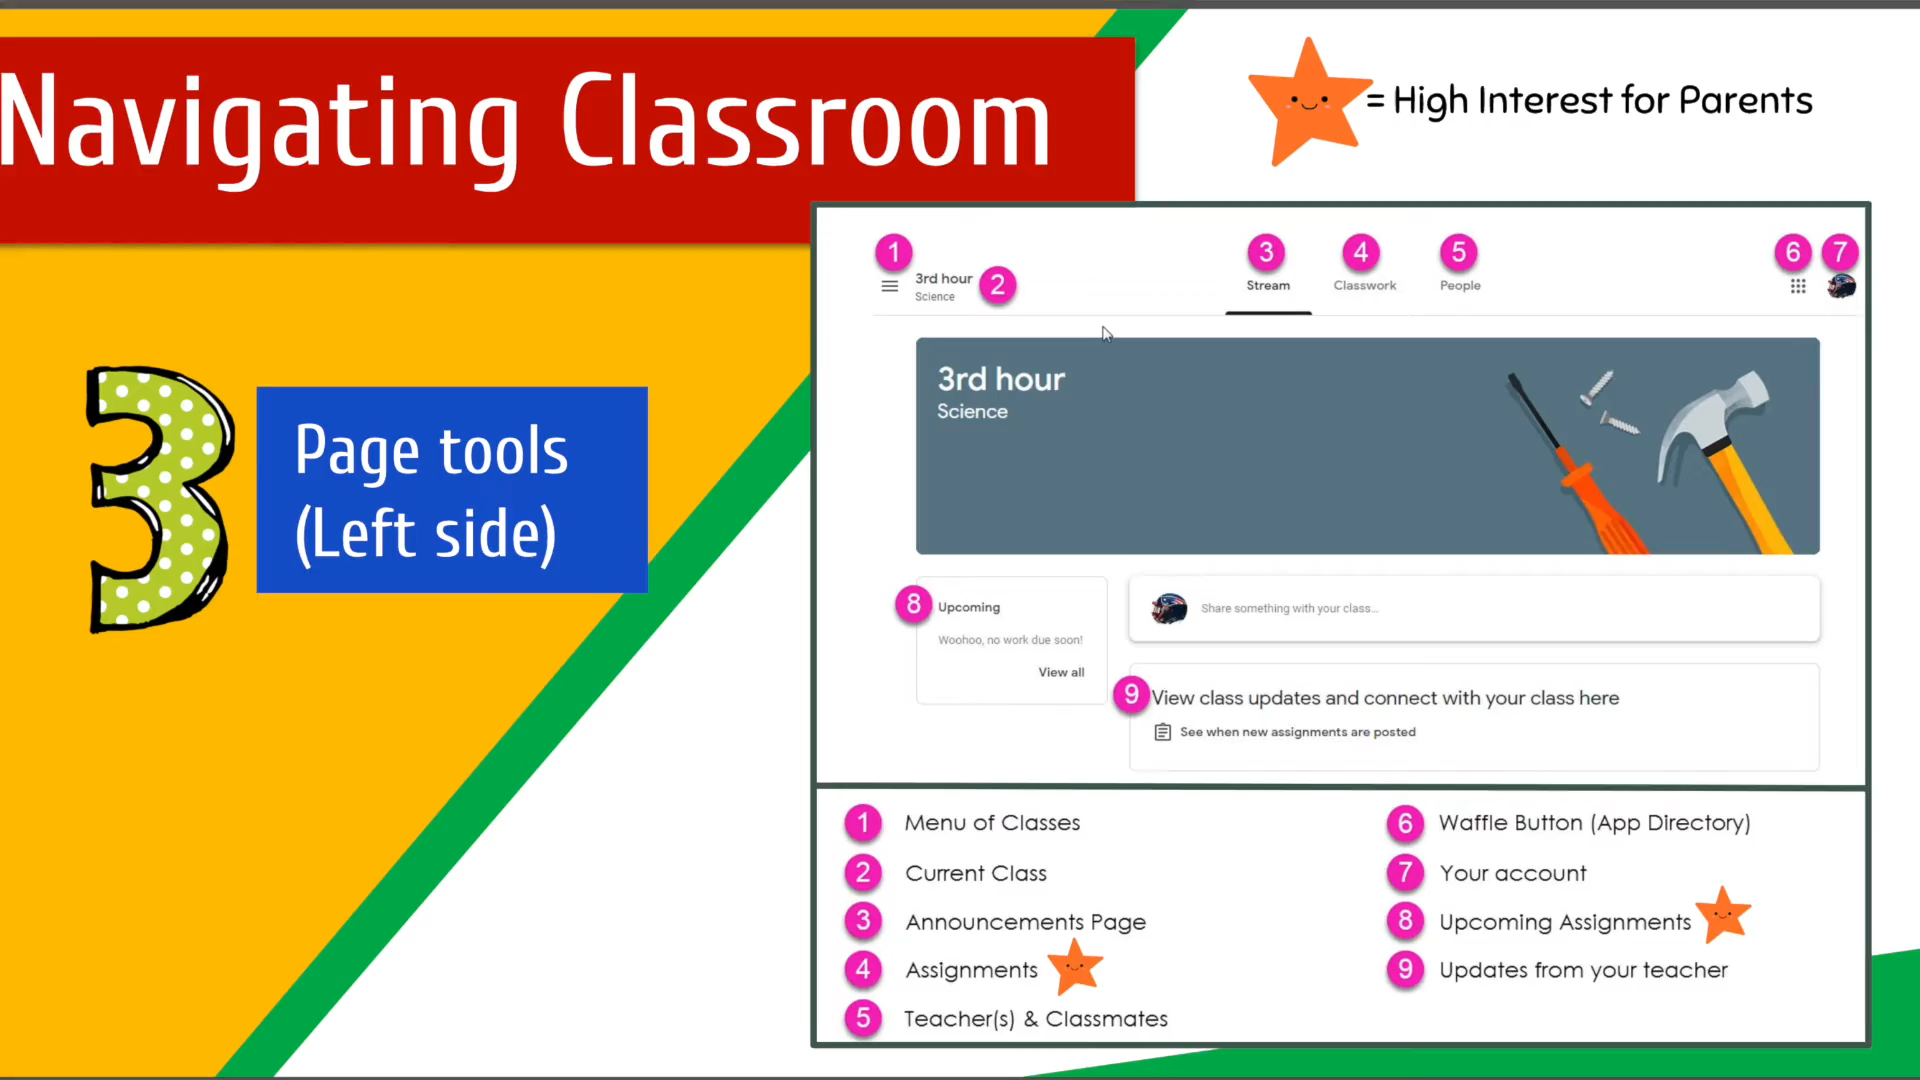 Navigating Classroom
= High Interest for Parents
3
Page tools
(Left side)
1
3rd hour
Science
2
3
Stream
4
Classwork
5
People
6
7
3rd hour
Science
8
Upcoming
Woohoo, no work due soon!
View all
Share something with your class...
9
View class updates and connect with your class here
See when new assignments are posted
1 Menu of Classes
2 Current Class
3 Announcements Page
4 Assignments
5 Teacher(s) & Classmates
6 Waffle Button (App Directory)
7 Your account
8 Upcoming Assignments
9 Updates from your teacher